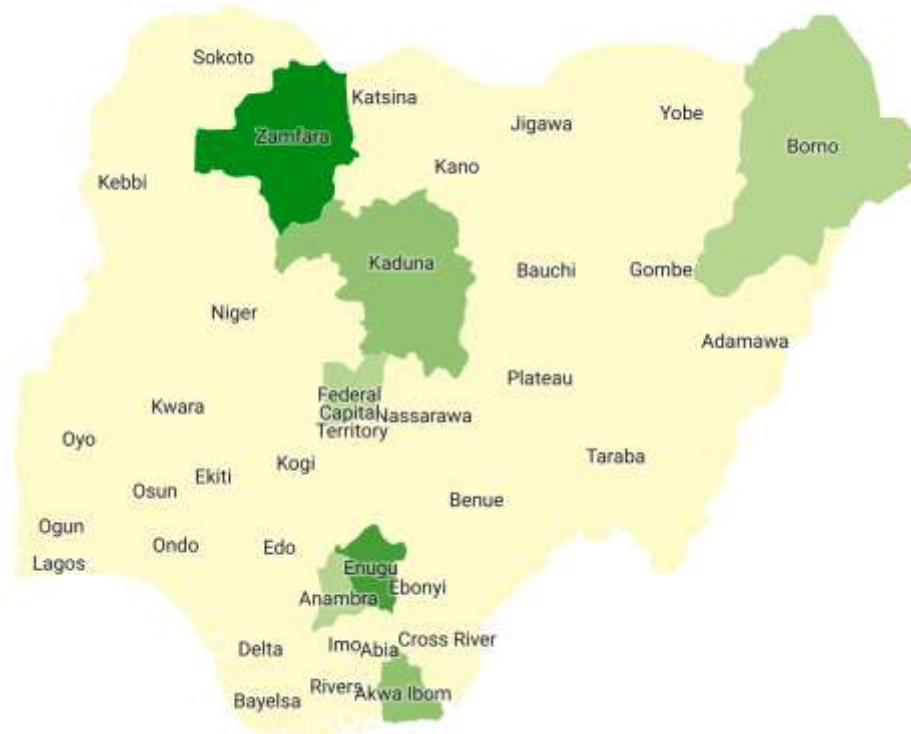 Sokoto
Katsina
Zamfara
Jigawa
Yobe
Borno
Kano
Kebbi
Kaduna
Bauchi
Gombe
Niger
Adamawa
Plateau
Federal
Capital
Territory
Nassarawa
Kwara
Oyo
Taraba
Kogi
Ekiti
Osun
Benue
Ogun
Ondo
Edo
Lagos
Enugu
Ebonyi
Anambra
Cross River
Delta
Imo
Abia
Rivers
Akwa Ibom
Bayelsa